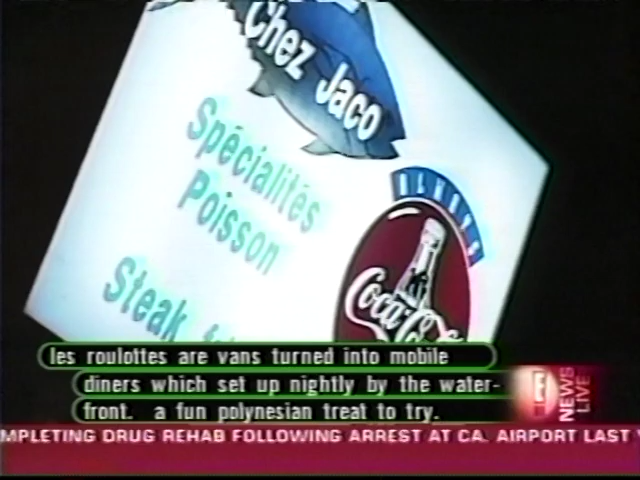 Chez Jaco
Spécialités
Poisson
Steak
ALWAYS
Coca-Cola
les roulottes are vans turned into mobile
diners which set up nightly by the water-
front. a fun polynesian treat to try.
E! NEWS LIVE
MPLETING DRUG REHAB FOLLOWING ARREST AT CA. AIRPORT LAST